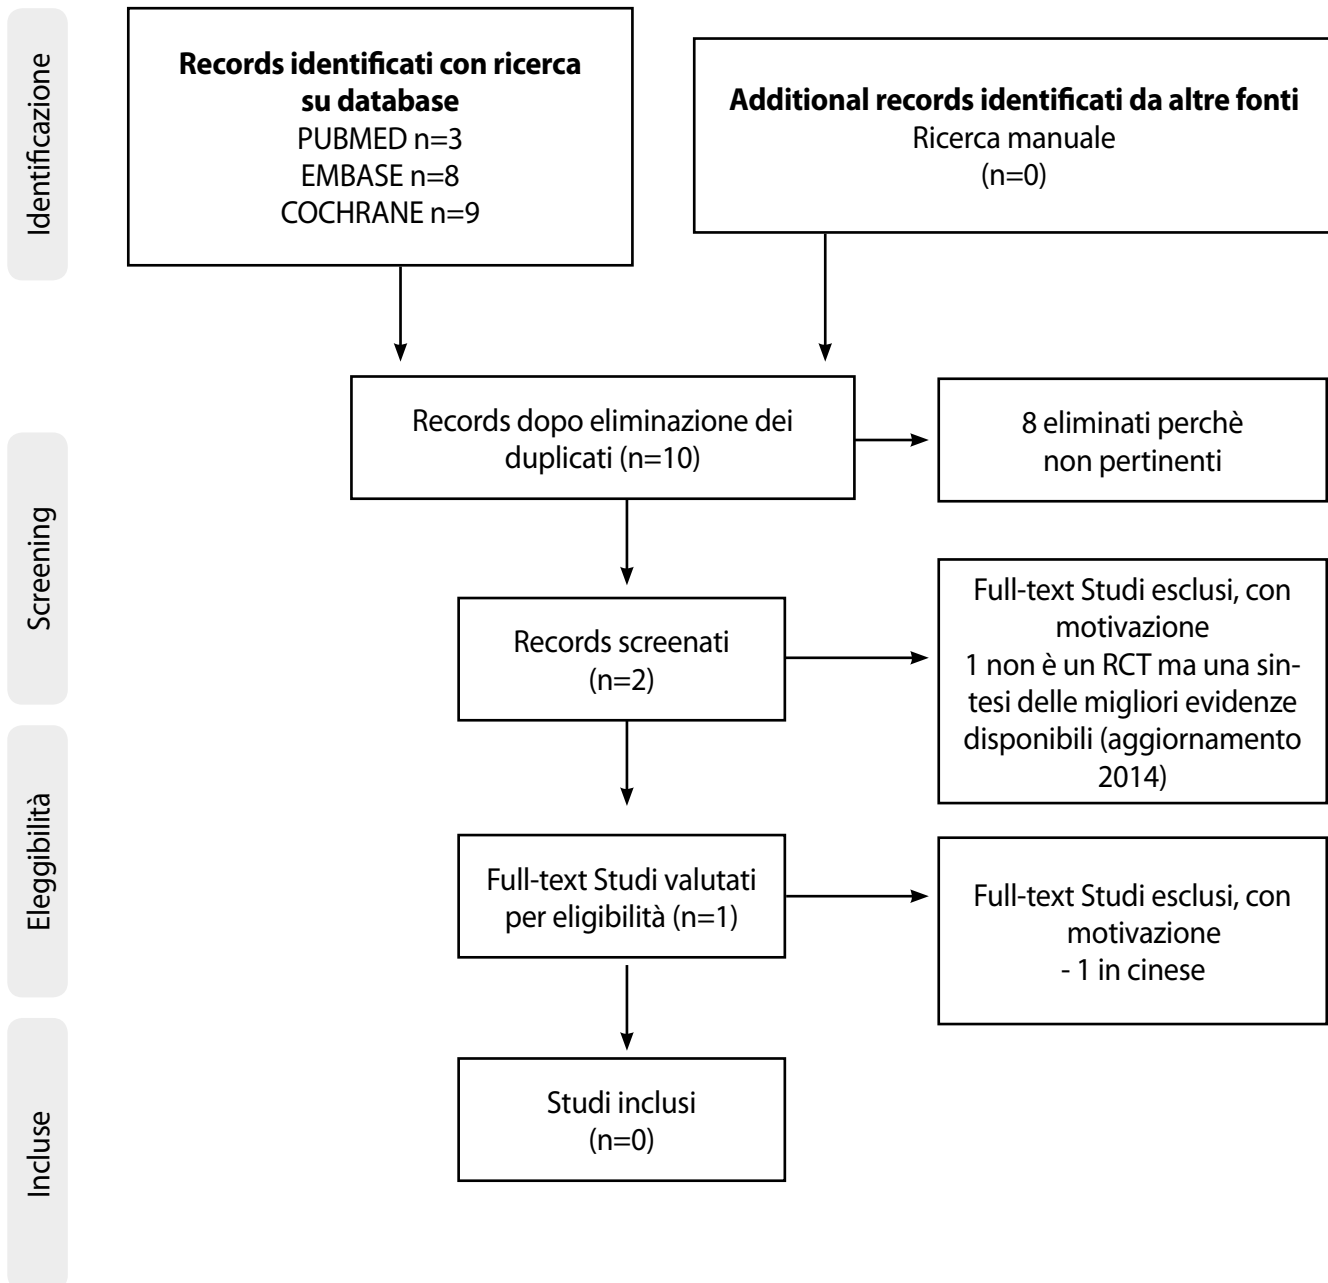 Identificazione
Records identificati con ricerca
su database
PUBMED n=3
EMBASE n=8
COCHRANE n=9
Additional records identificati da altre fonti
Ricerca manuale
(n=0)
Records dopo eliminazione dei
duplicati (n=10)
8 eliminati perchè
non pertinenti
Screening
Records screenati
(n=2)
Full-text Studi esclusi, con
motivazione
1 non è un RCT ma una sin-
tesi delle migliori evidenze
disponibili (aggiornamento
2014)
Eleggibilità
Full-text Studi valutati
per eligibilità (n=1)
Full-text Studi esclusi, con
motivazione
- 1 in cinese
Incluse
Studi inclusi
(n=0)